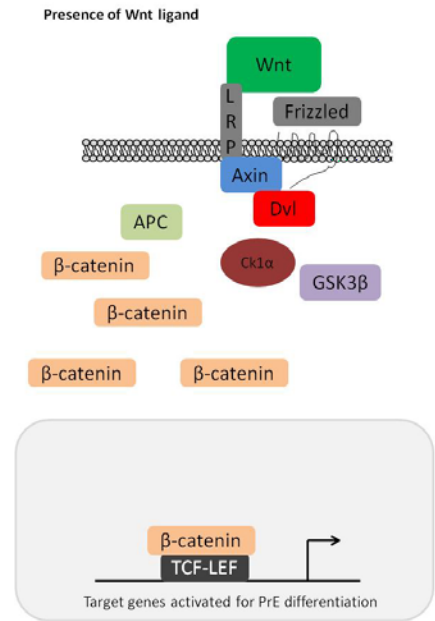 Presence of Wnt ligand
Wnt
LRP
Frizzled
Axin
Dvl
APC
Ck1α
β-catenin
GSK3β
β-catenin
β-catenin
β-catenin
β-catenin
TCF-LEF
Target genes activated for PrE differentiation